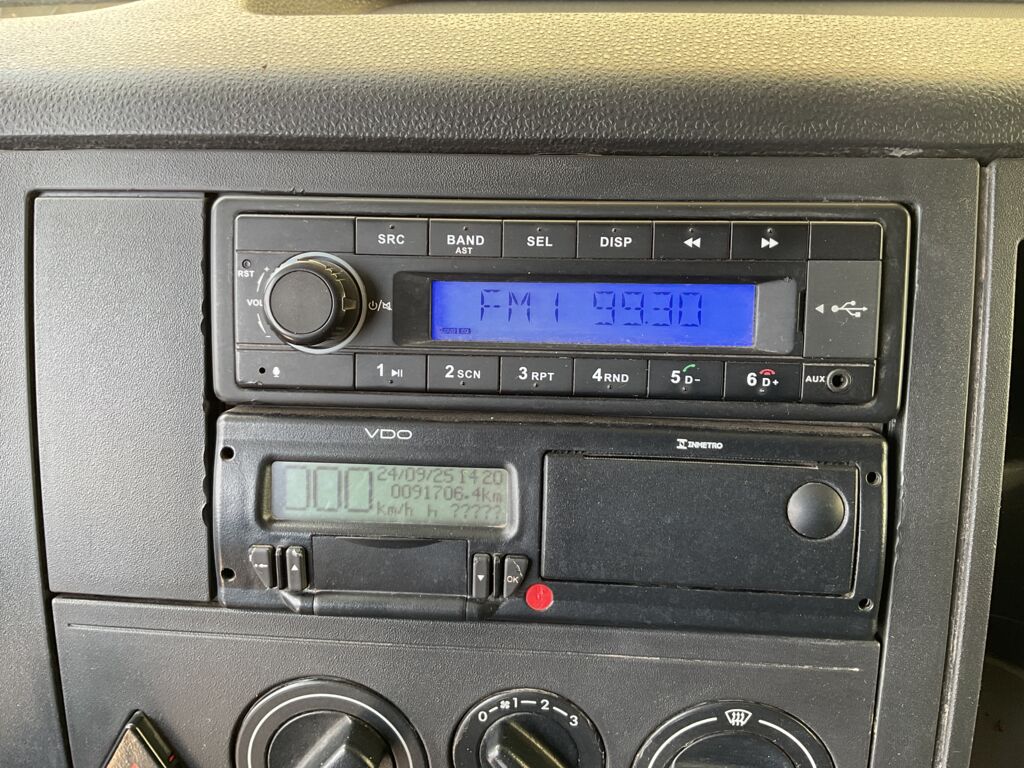 SRC BAND SEL DISP
AST
RST
VOL
FM1 99.30
1 2 SCN 3 RPT 4 RND 5 D- 6 D+ AUX
VDO
INMETRO
000 24/09/25 14 20
0091706.4km
km/h h ?????
OK
0 1 2 3